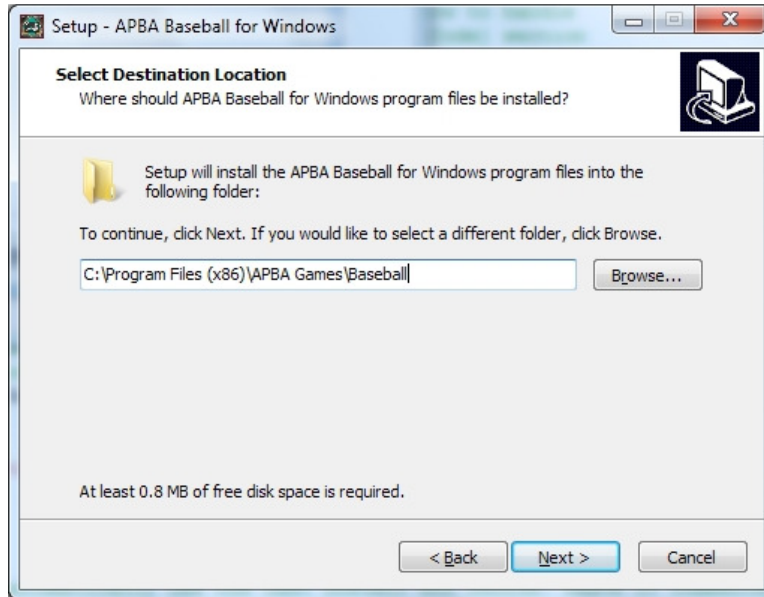 Setup - APBA Baseball for Windows
Select Destination Location
Where should APBA Baseball for Windows program files be installed?
Setup will install the APBA Baseball for Windows program files into the
following folder:
To continue, click Next. If you would like to select a different folder, click Browse.
C:\Program Files (x86)\APBA Games\Baseball
Browse...
At least 0.8 MB of free disk space is required.
< Back
Next >
Cancel